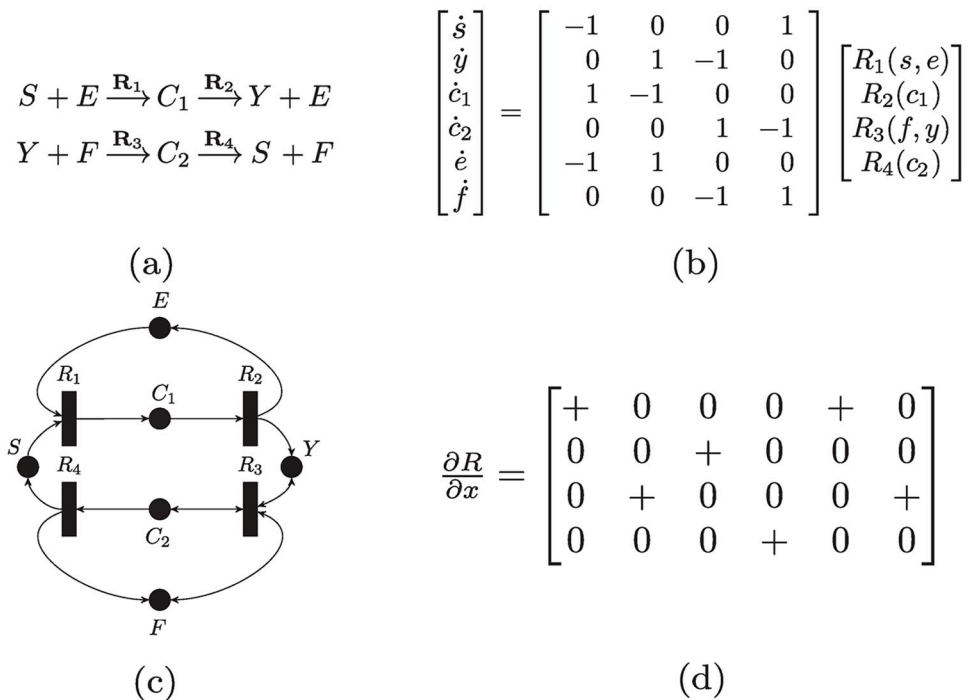 S + E —R₁→ C₁ —R₂→ Y + E
Y + F —R₃→ C₂ —R₄→ S + F
(a)
[ṡ ẏ ċ₁ ċ₂ ė ḟ] =
−1 0 0 1
0 1 −1 0
1 −1 0 0
0 0 1 −1
−1 1 0 0
0 0 −1 1
R₁(s, e)
R₂(c₁)
R₃(f, y)
R₄(c₂)
(b)
E
R₁ C₁ R₂
S Y
R₄ R₃
C₂
F
(c)
∂R/∂x =
+ 0 0 0 + 0
0 0 + 0 0 0
0 + 0 0 0 +
0 0 0 + 0 0
(d)